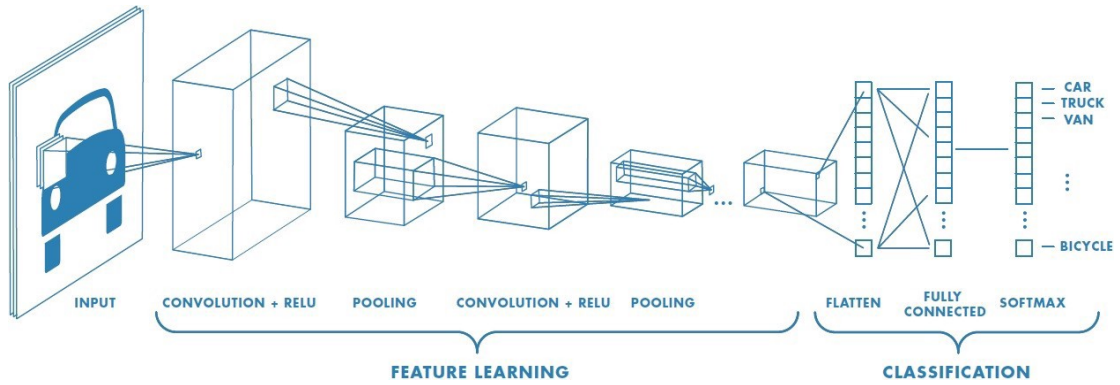 CAR
TRUCK
VAN
BICYCLE
INPUT
CONVOLUTION + RELU
POOLING
CONVOLUTION + RELU
POOLING
FLATTEN
FULLY
CONNECTED
SOFTMAX
FEATURE LEARNING
CLASSIFICATION